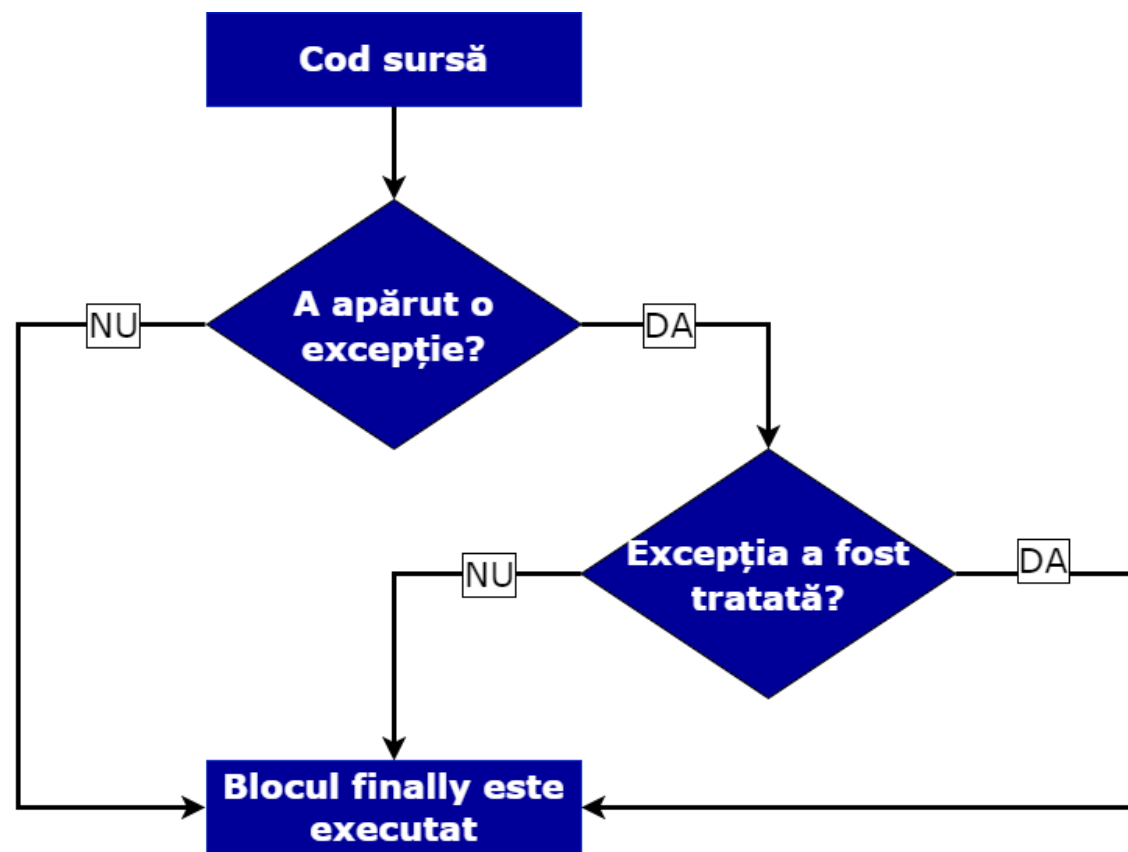 Cod sursă
A apărut o
excepție?
NU
DA
Excepția a fost
tratată?
NU
DA
Blocul finally este
executat